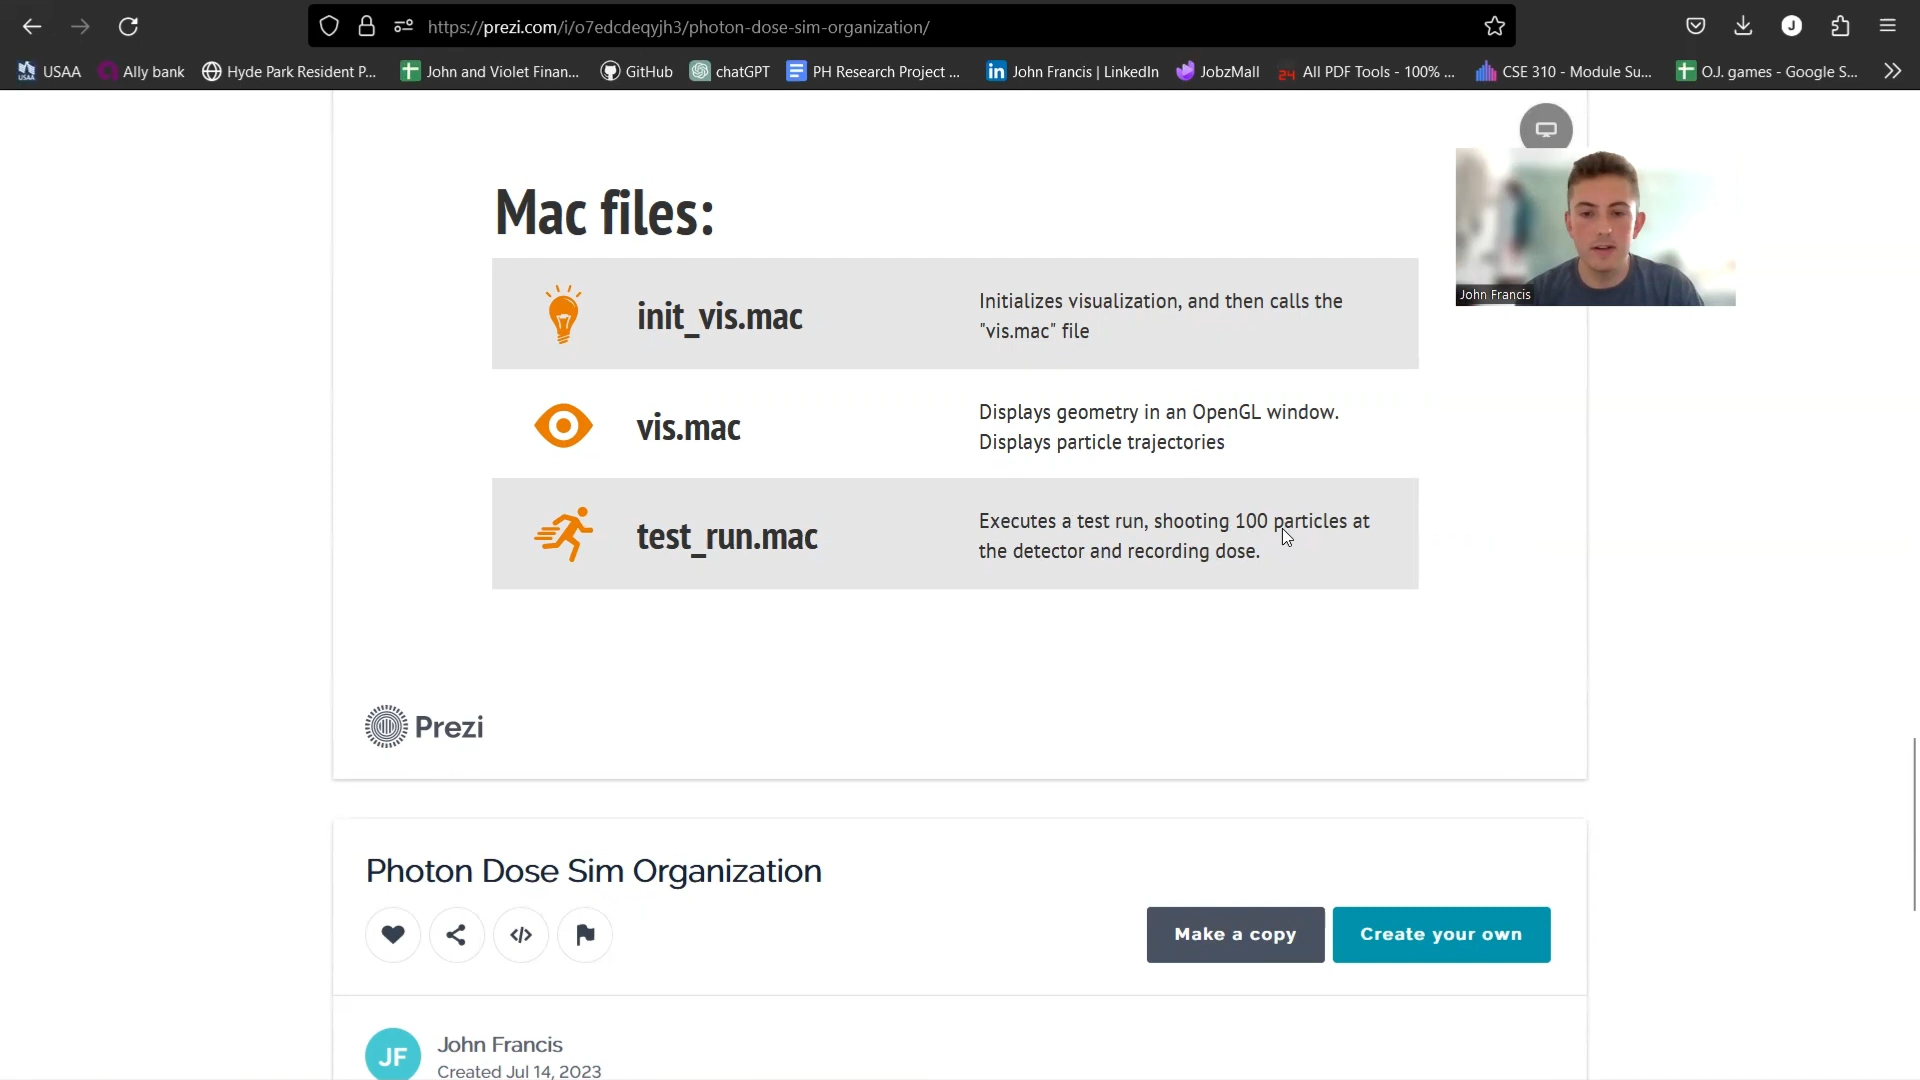 https://prezi.com/i/o7edcdeqyjh3/photon-dose-sim-organization/
USAA
Ally bank
Hyde Park Resident P...
John and Violet Finan...
GitHub
chatGPT
PH Research Project ...
John Francis | LinkedIn
JobzMall
24
All PDF Tools - 100% ...
CSE 310 - Module Su...
O.J. games - Google S...
J
Mac files:
init_vis.mac
Initializes visualization, and then calls the
"vis.mac" file
vis.mac
Displays geometry in an OpenGL window.
Displays particle trajectories
test_run.mac
Executes a test run, shooting 100 particles at
the detector and recording dose.
John Francis
Prezi
Photon Dose Sim Organization
Make a copy
Create your own
JF
John Francis
Created Jul 14, 2023